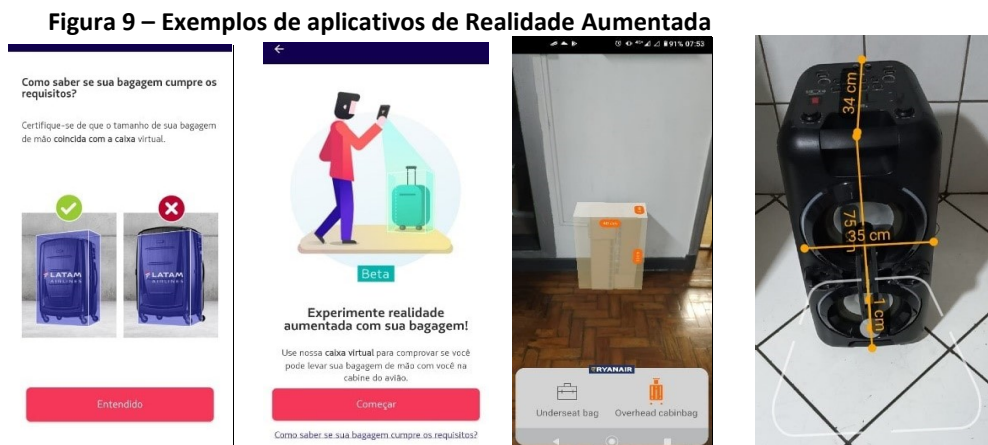 Figura 9 – Exemplos de aplicativos de Realidade Aumentada
Como saber se sua bagagem cumpre os
requisitos?
Certifique-se de que o tamanho de sua bagagem
de mão coincida com a caixa virtual.
LATAM
AIRLINES
LATAM
AIRLINES
Entendido
Beta
Experimente realidade
aumentada com sua bagagem!
Use nossa caixa virtual para comprovar se você
pode levar sua bagagem de mão com você na
cabine do avião.
Começar
Como saber se sua bagagem cumpre os requisitos?
91% 07:53
RYANAIR
Underseat bag
Overhead cabinbag
34 cm
35 cm
1 cm